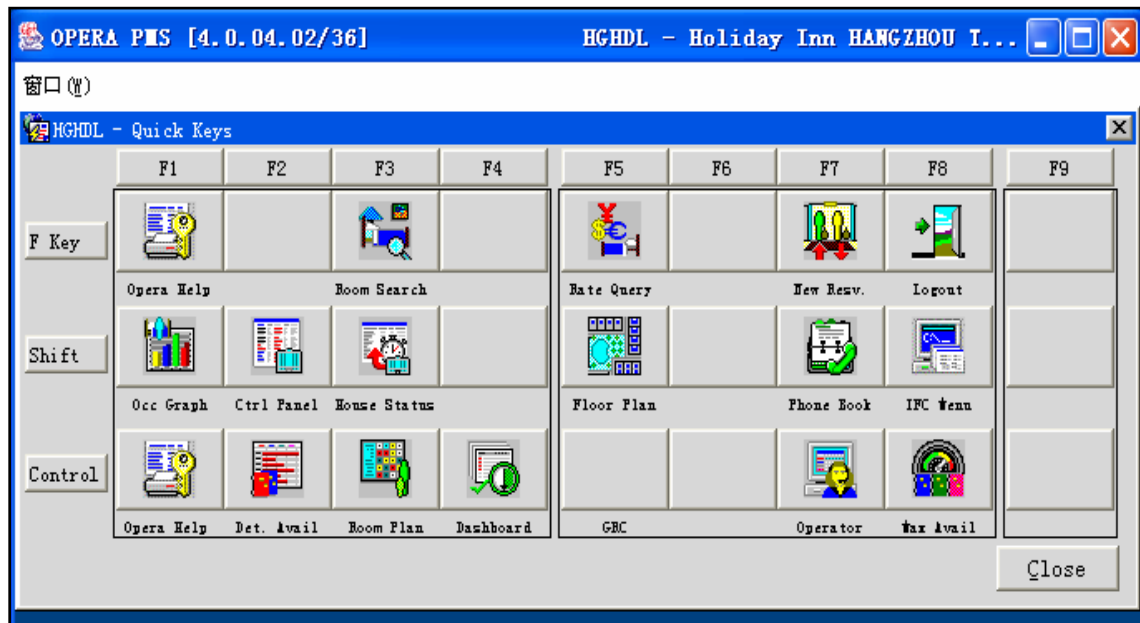 OPERA PMS [4.0.04.02/36] HGHDL - Holiday Inn HANGZHOU T...
窗口(W)
HGHDL - Quick Keys
F1 F2 F3 F4 F5 F6 F7 F8 F9
F Key
Opera Help Room Search Rate Query New Resv. Logout
Shift
Occ Graph Ctrl Panel House Status Floor Plan Phone Book IFC Menu
Control
Opera Help Det. Avail Room Plan Dashboard GRC Operator Max Avail
Close